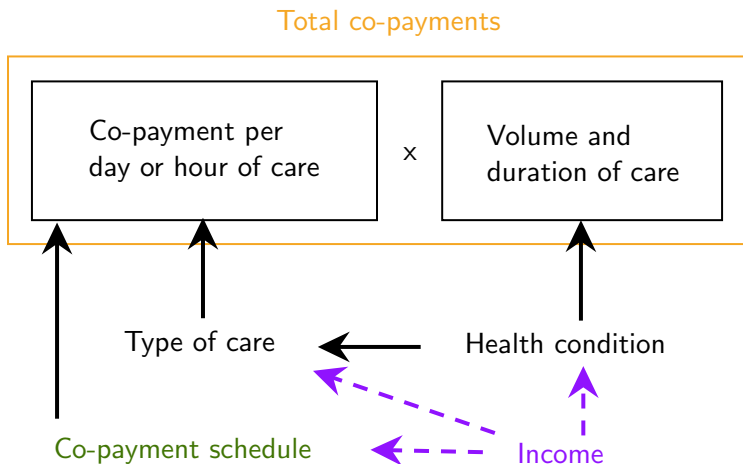 Total co-payments
Co-payment per
day or hour of care
x
Volume and
duration of care
Type of care
Health condition
Co-payment schedule
Income